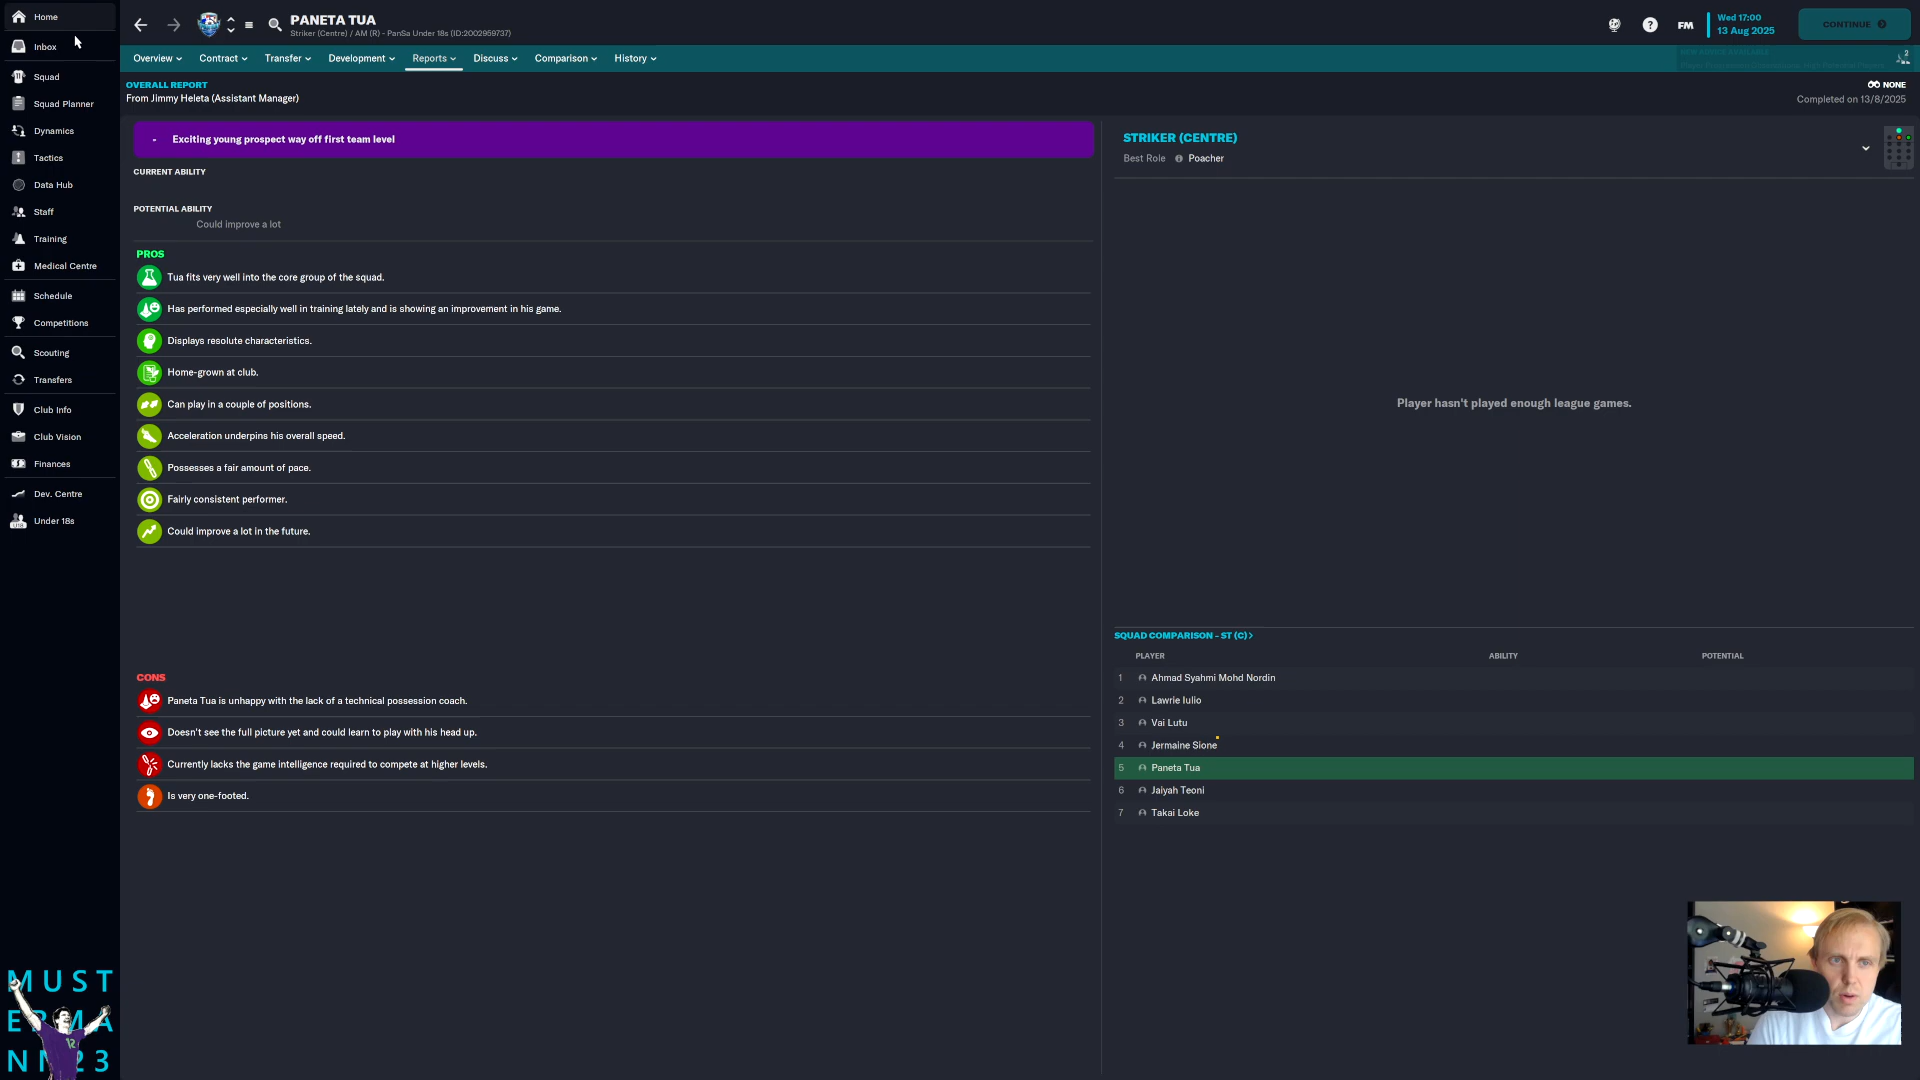 Home
Inbox
Squad
Squad Planner
Dynamics
Tactics
Data Hub
Staff
Training
Medical Centre
Schedule
Competitions
Scouting
Transfers
Club Info
Club Vision
Finances
Dev. Centre
Under 18s
MUST
ERMA
NN23
PANETA TUA
Striker (Centre) / AM (R) - PanSa Under 18s (ID:2002959737)
FM
Wed 17:00
13 Aug 2025
CONTINUE
Overview
Contract
Transfer
Development
Reports
Discuss
Comparison
History
2
OVERALL REPORT
From Jimmy Heleta (Assistant Manager)
NONE
Completed on 13/8/2025
- Exciting young prospect way off first team level
CURRENT ABILITY
POTENTIAL ABILITY
Could improve a lot
PROS
Tua fits very well into the core group of the squad.
Has performed especially well in training lately and is showing an improvement in his game.
Displays resolute characteristics.
Home-grown at club.
Can play in a couple of positions.
Acceleration underpins his overall speed.
Possesses a fair amount of pace.
Fairly consistent performer.
Could improve a lot in the future.
CONS
Paneta Tua is unhappy with the lack of a technical possession coach.
Doesn't see the full picture yet and could learn to play with his head up.
Currently lacks the game intelligence required to compete at higher levels.
Is very one-footed.
STRIKER (CENTRE)
Best Role Poacher
Player hasn't played enough league games.
SQUAD COMPARISON - ST (C)>
PLAYER ABILITY POTENTIAL
1 Ahmad Syahmi Mohd Nordin
2 Lawrie Iulio
3 Vai Lutu
4 Jermaine Sione
5 Paneta Tua
6 Jaiyah Teoni
7 Takai Loke